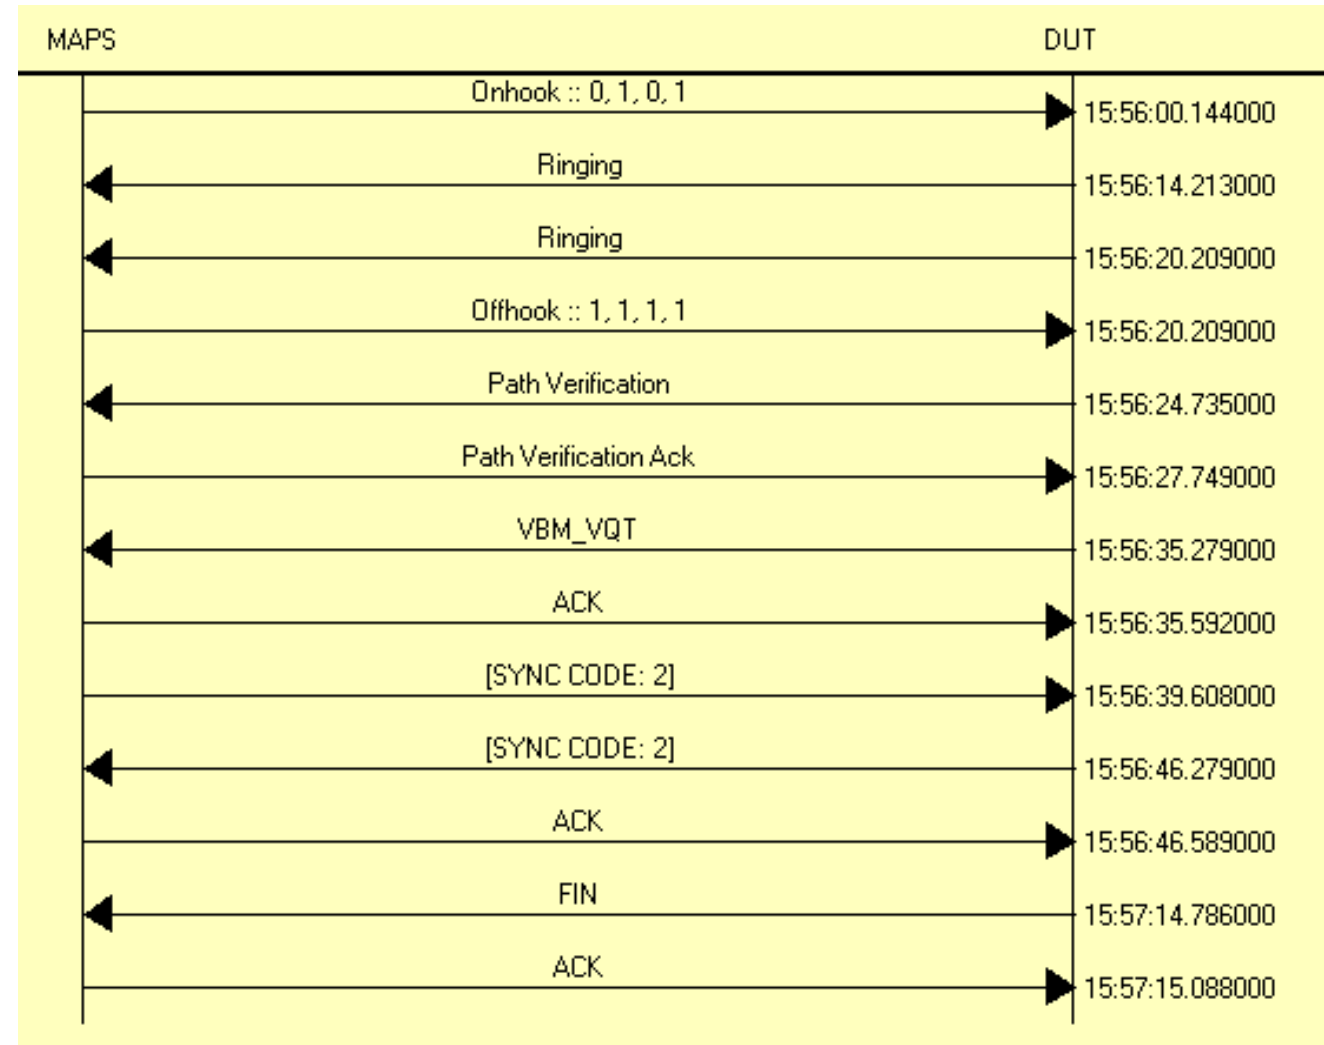 MAPS DUT
Onhook :: 0, 1, 0, 1
15:56:00.144000
Ringing
15:56:14.213000
Ringing
15:56:20.209000
Offhook :: 1, 1, 1, 1
15:56:20.209000
Path Verification
15:56:24.735000
Path Verification Ack
15:56:27.749000
VBM_VQT
15:56:35.279000
ACK
15:56:35.592000
[SYNC CODE: 2]
15:56:39.608000
[SYNC CODE: 2]
15:56:46.279000
ACK
15:56:46.589000
FIN
15:57:14.786000
ACK
15:57:15.088000